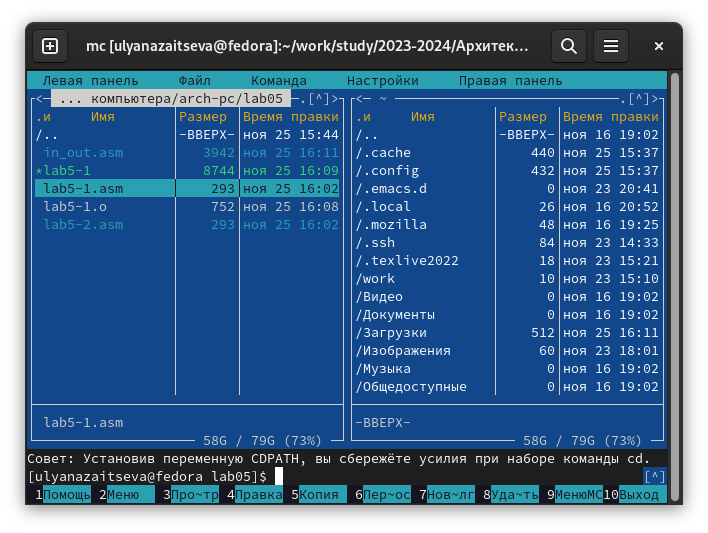 mc [ulyanazaitseva@fedora]:~/work/study/2023-2024/Архитек...
Левая панель Файл Команда Настройки Правая панель
<— ... компьютера/arch-pc/lab05 —.[^]> <— ~ —.[^]>
.и Имя Размер Время правки .и Имя Размер Время правки
/.. -ВВЕРХ- ноя 25 15:44 /.. -ВВЕРХ- ноя 16 19:02
in_out.asm 3942 ноя 25 16:11 /.cache 440 ноя 25 15:37
*lab5-1 8744 ноя 25 16:09 /.config 432 ноя 25 15:37
lab5-1.asm 293 ноя 25 16:02 /.emacs.d 0 ноя 23 20:41
lab5-1.o 752 ноя 25 16:08 /.local 26 ноя 16 20:52
lab5-2.asm 293 ноя 25 16:02 /.mozilla 48 ноя 16 19:25
/.ssh 84 ноя 23 14:33
/.texlive2022 18 ноя 23 15:21
/work 10 ноя 23 15:10
/Видео 0 ноя 16 19:02
/Документы 0 ноя 16 19:02
/Загрузки 512 ноя 25 16:11
/Изображения 60 ноя 23 18:01
/Музыка 0 ноя 16 19:02
/Общедоступные 0 ноя 16 19:02
lab5-1.asm -ВВЕРХ-
58G / 79G (73%) 58G / 79G (73%)
Совет: Установив переменную CDPATH, вы сбережёте усилия при наборе команды cd.
[ulyanazaitseva@fedora lab05]$ [^]
1Помощь 2Меню 3Про~тр 4Правка 5Копия 6Пер~ос 7Нов~лг 8Уда~ть 9МенюMC 10Выход